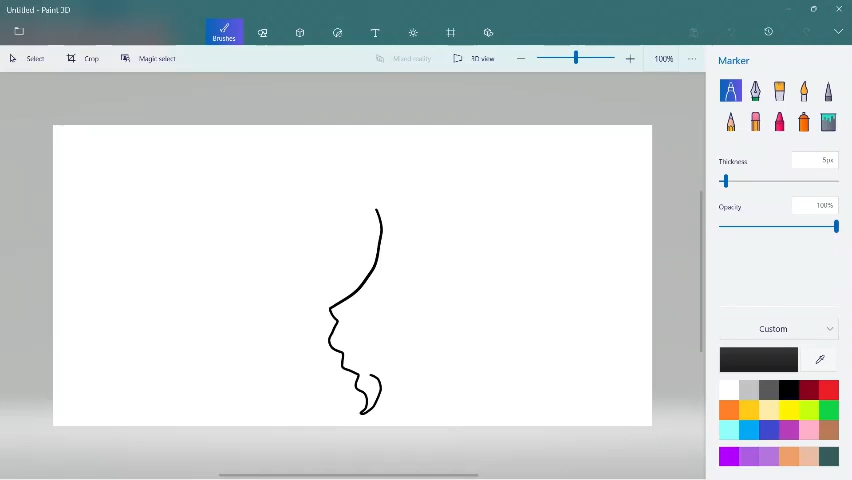 Untitled - Paint 3D
Brushes
Select
Crop
Magic select
Mixed reality
3D view
100%
Marker
Thickness
5px
Opacity
100%
Custom